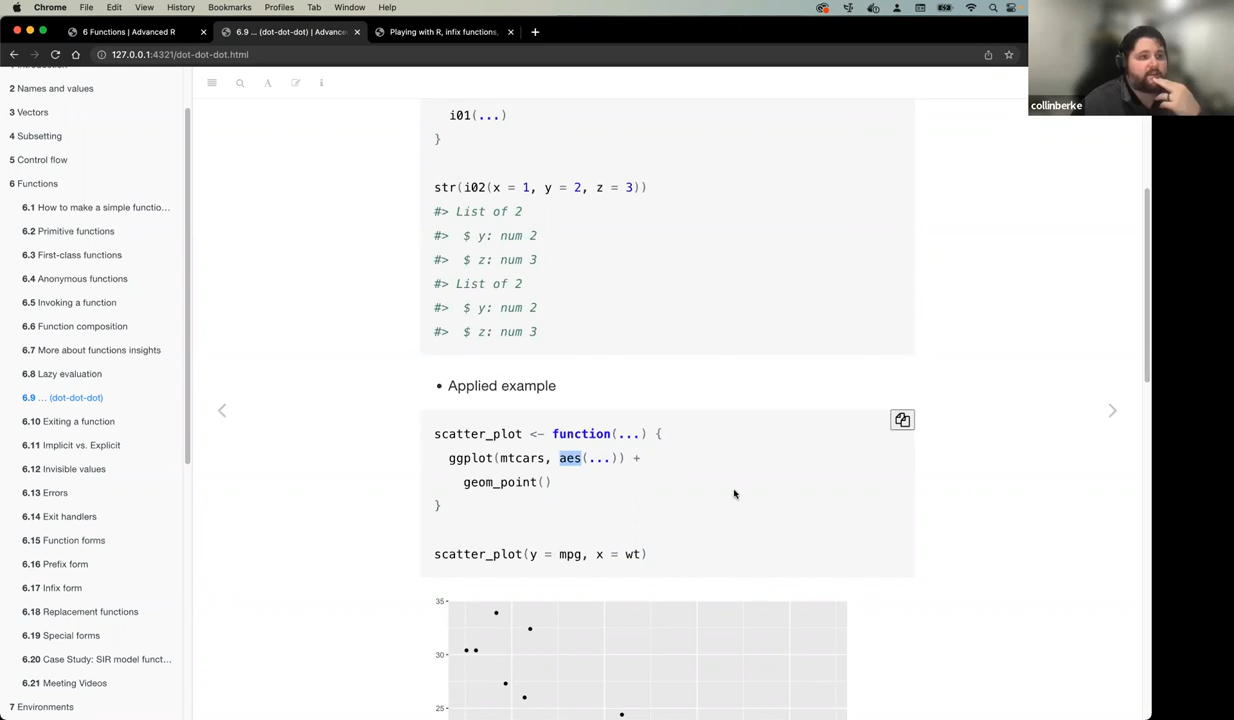 Chrome File Edit View History Bookmarks Profiles Tab Window Help
6 Functions | Advanced R
6.9 ... (dot-dot-dot) | Advance
Playing with R, infix functions,
127.0.0.1:4321/dot-dot-dot.html
collinberke
2 Names and values
3 Vectors
4 Subsetting
5 Control flow
6 Functions
6.1 How to make a simple functio...
6.2 Primitive functions
6.3 First-class functions
6.4 Anonymous functions
6.5 Invoking a function
6.6 Function composition
6.7 More about functions insights
6.8 Lazy evaluation
6.9 ... (dot-dot-dot)
6.10 Exiting a function
6.11 Implicit vs. Explicit
6.12 Invisible values
6.13 Errors
6.14 Exit handlers
6.15 Function forms
6.16 Prefix form
6.17 Infix form
6.18 Replacement functions
6.19 Special forms
6.20 Case Study: SIR model funct...
6.21 Meeting Videos
7 Environments
i01(...)
}
str(i02(x = 1, y = 2, z = 3))
#> List of 2
#>  $ y: num 2
#>  $ z: num 3
#> List of 2
#>  $ y: num 2
#>  $ z: num 3
• Applied example
scatter_plot <- function(...) {
ggplot(mtcars, aes(...)) +
geom_point()
}
scatter_plot(y = mpg, x = wt)
35
30
25